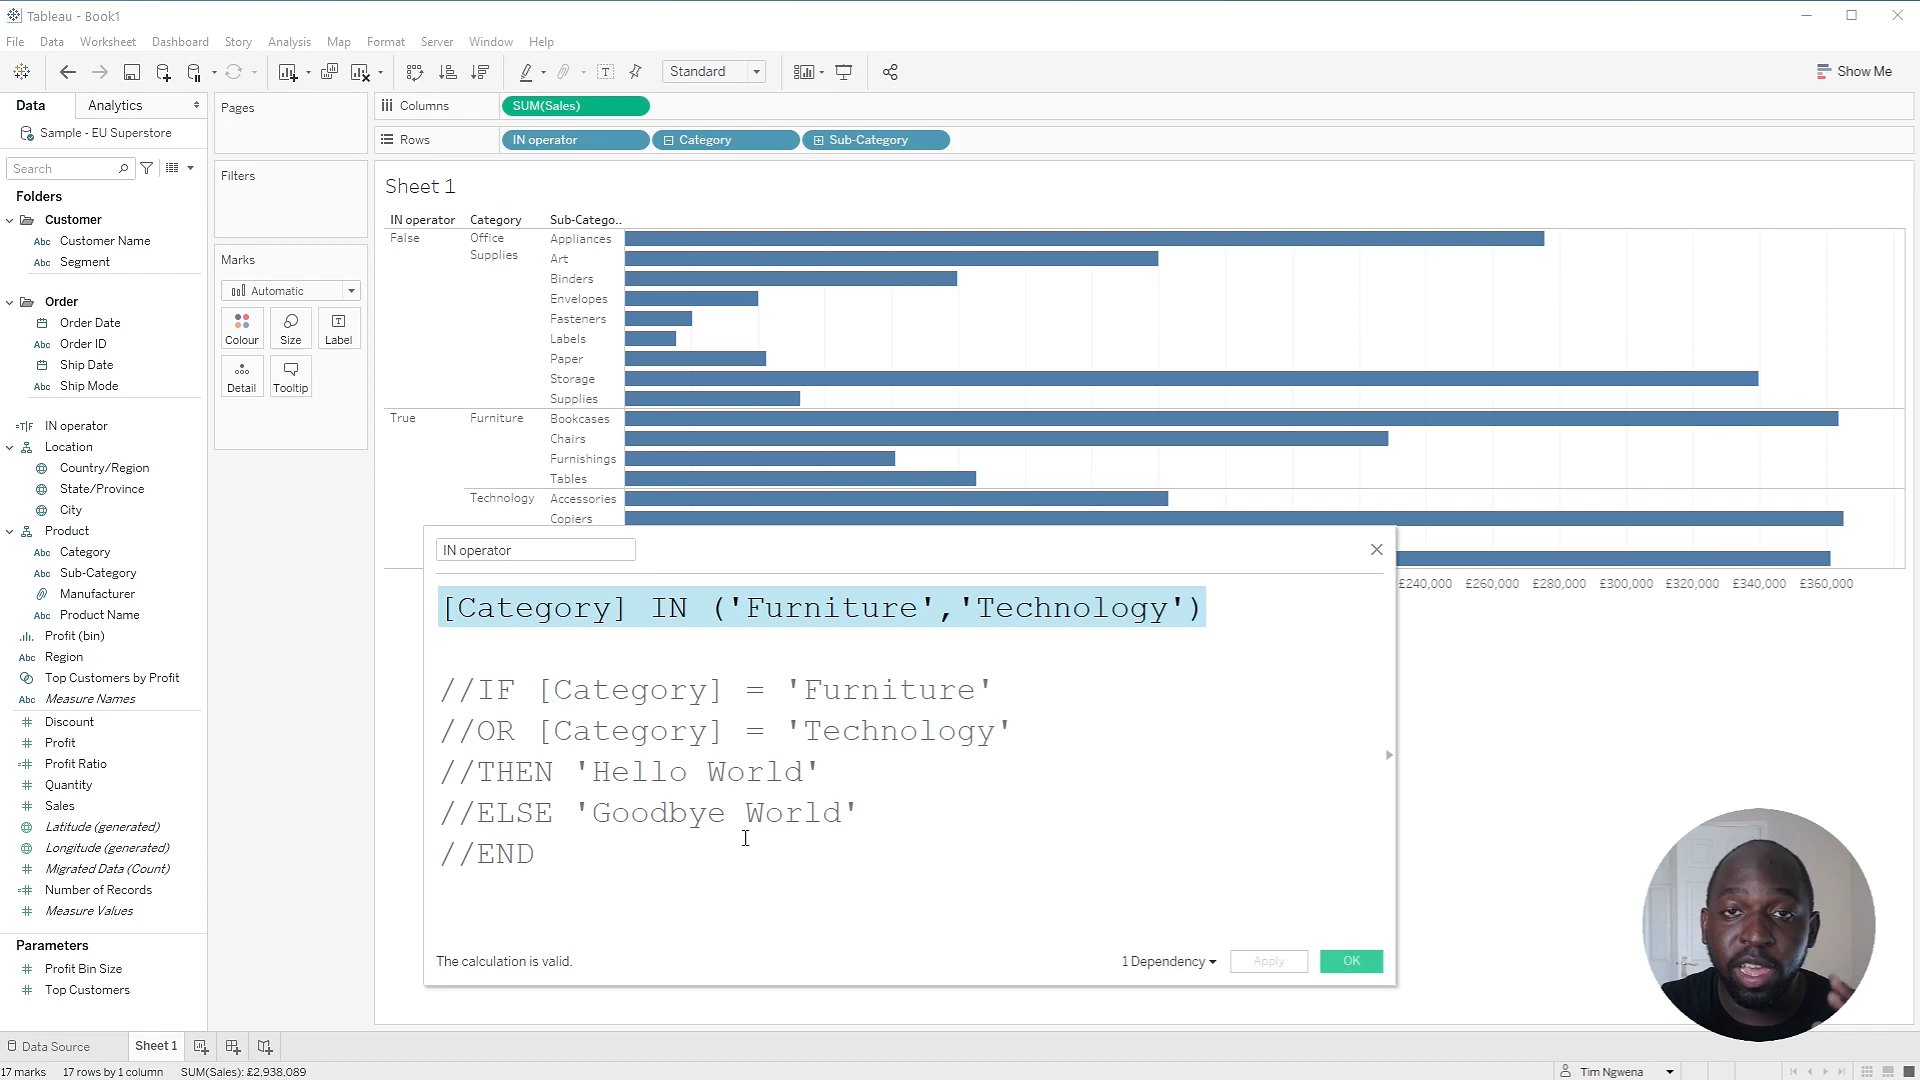 Tableau - Book1
File Data Worksheet Dashboard Story Analysis Map Format Server Window Help
Standard
Show Me
Data Analytics
Sample - EU Superstore
Search
Folders
Customer
Abc Customer Name
Abc Segment
Order
Order Date
Abc Order ID
Ship Date
Abc Ship Mode
=T|F IN operator
Location
Country/Region
State/Province
City
Product
Abc Category
Abc Sub-Category
Manufacturer
Abc Product Name
Profit (bin)
Abc Region
Top Customers by Profit
Abc Measure Names
# Discount
# Profit
=# Profit Ratio
# Quantity
# Sales
Latitude (generated)
Longitude (generated)
# Migrated Data (Count)
=# Number of Records
# Measure Values
Parameters
# Profit Bin Size
# Top Customers
Pages
Filters
Marks
Automatic
Colour Size Label
Detail Tooltip
Columns SUM(Sales)
Rows IN operator Category Sub-Category
Sheet 1
IN operator Category Sub-Catego..
False Office Supplies Appliances
Art
Binders
Envelopes
Fasteners
Labels
Paper
Storage
Supplies
True Furniture Bookcases
Chairs
Furnishings
Tables
Technology Accessories
Copiers
£240,000 £260,000 £280,000 £300,000 £320,000 £340,000 £360,000
IN operator
[Category] IN ('Furniture','Technology')
//IF [Category] = 'Furniture'
//OR [Category] = 'Technology'
//THEN 'Hello World'
//ELSE 'Goodbye World'
//END
The calculation is valid.
1 Dependency Apply OK
Data Source Sheet 1
17 marks 17 rows by 1 column SUM(Sales): £2,938,089
Tim Ngwena